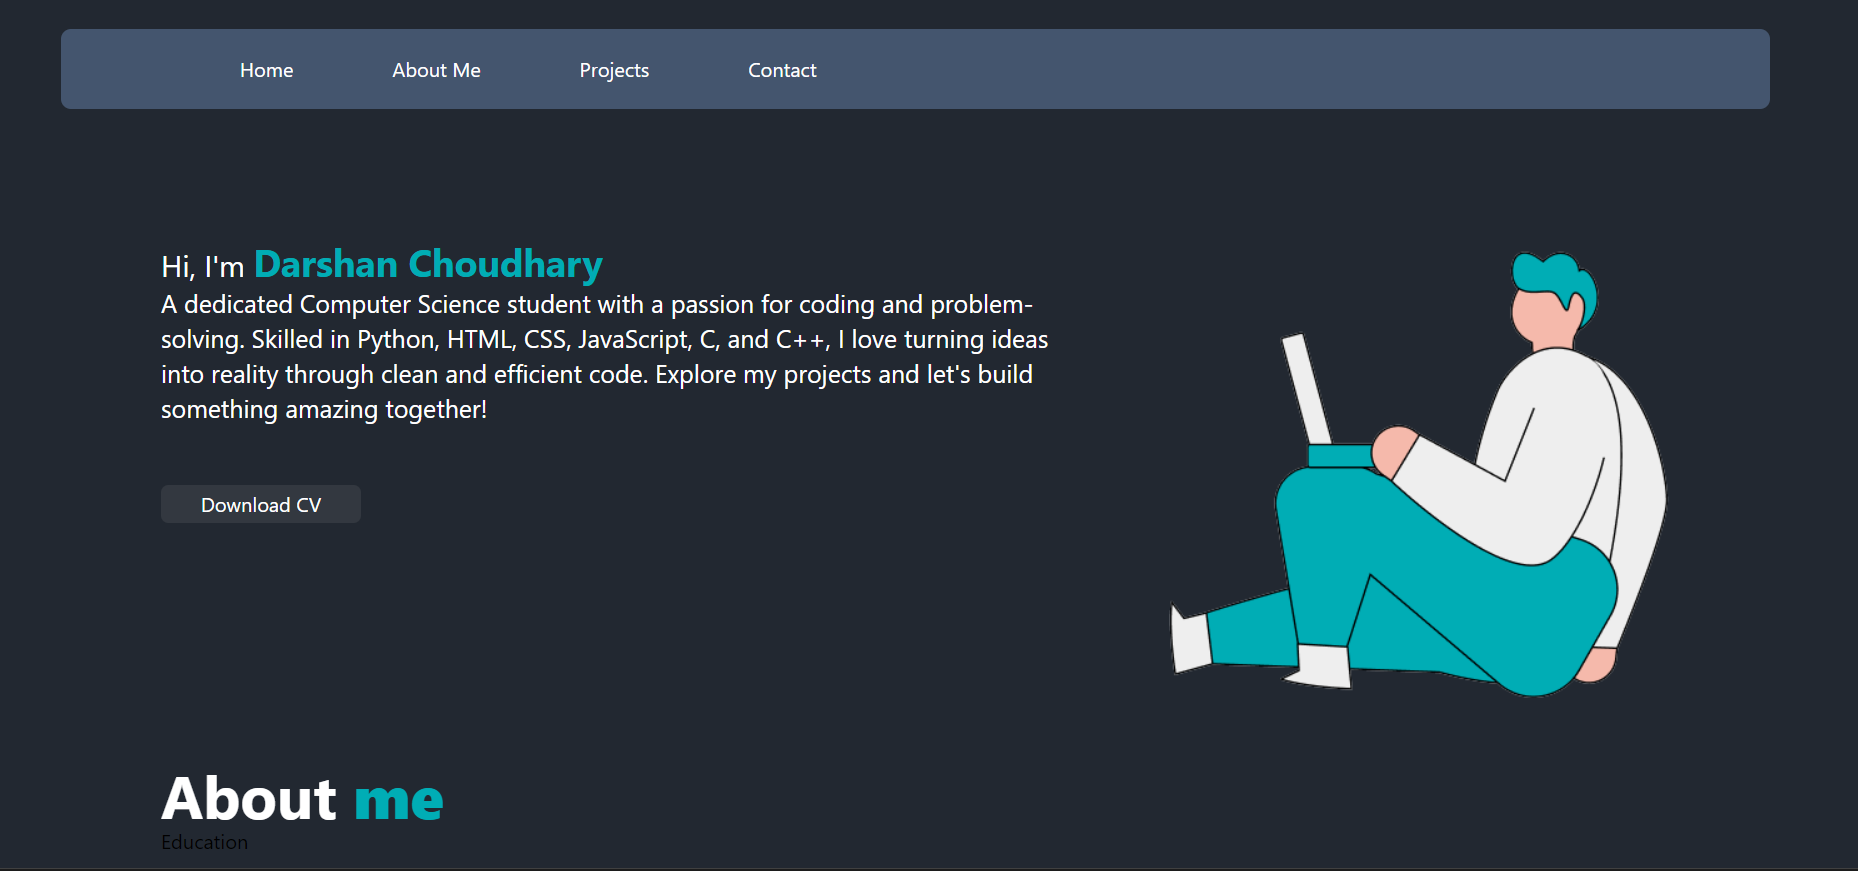 Home About Me Projects Contact
Hi, I'm Darshan Choudhary
A dedicated Computer Science student with a passion for coding and problem-
solving. Skilled in Python, HTML, CSS, JavaScript, C, and C++, I love turning ideas
into reality through clean and efficient code. Explore my projects and let's build
something amazing together!
Download CV
About me
Education